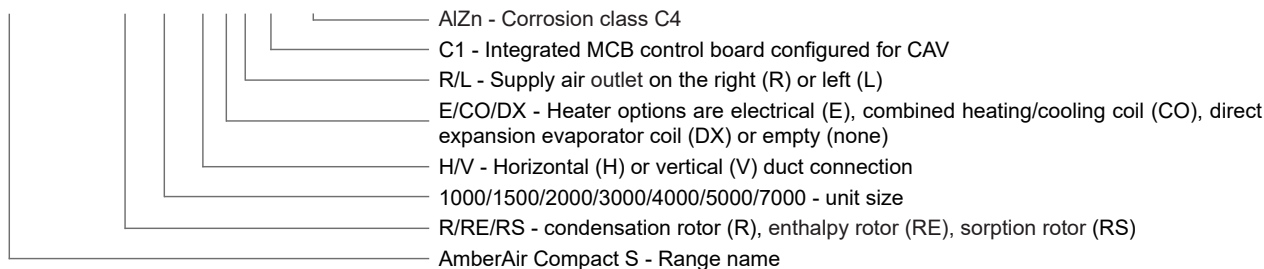 AlZn - Corrosion class C4
C1 - Integrated MCB control board configured for CAV
R/L - Supply air outlet on the right (R) or left (L)
E/CO/DX - Heater options are electrical (E), combined heating/cooling coil (CO), direct
expansion evaporator coil (DX) or empty (none)
H/V - Horizontal (H) or vertical (V) duct connection
1000/1500/2000/3000/4000/5000/7000 - unit size
R/RE/RS - condensation rotor (R), enthalpy rotor (RE), sorption rotor (RS)
AmberAir Compact S - Range name